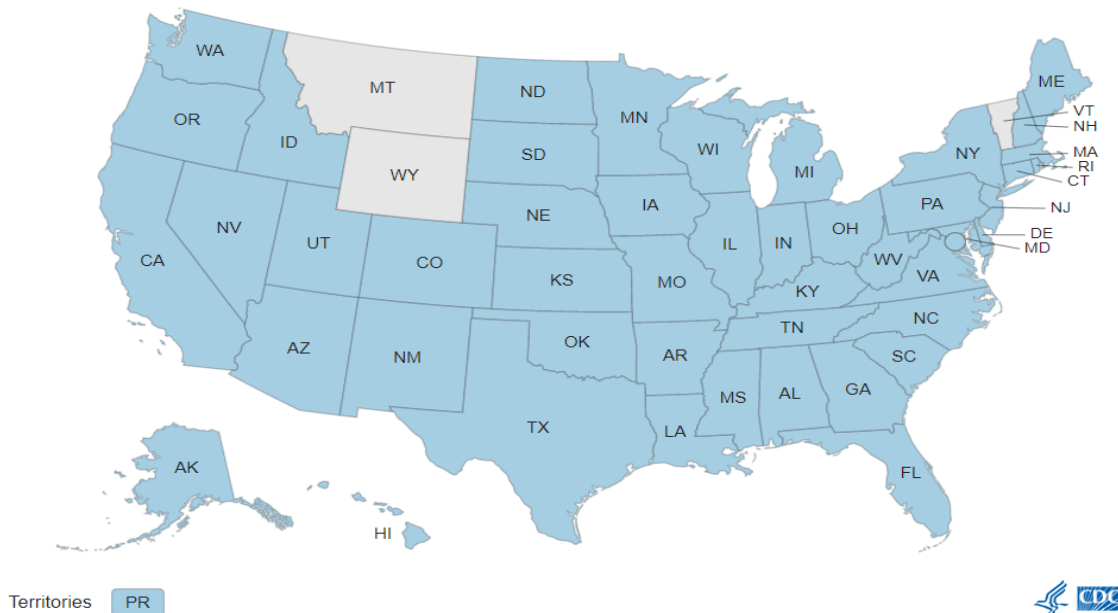 WA
MT
ND
ME
VT
MN
OR
NH
ID
SD
WI
NY
MA
MI
RI
WY
CT
IA
PA
NE
NJ
NV
OH
DE
IL
IN
UT
MD
CA
CO
WV
VA
KS
MO
KY
NC
TN
AZ
OK
NM
AR
SC
MS
AL
GA
TX
LA
AK
FL
HI
Territories PR
CDC